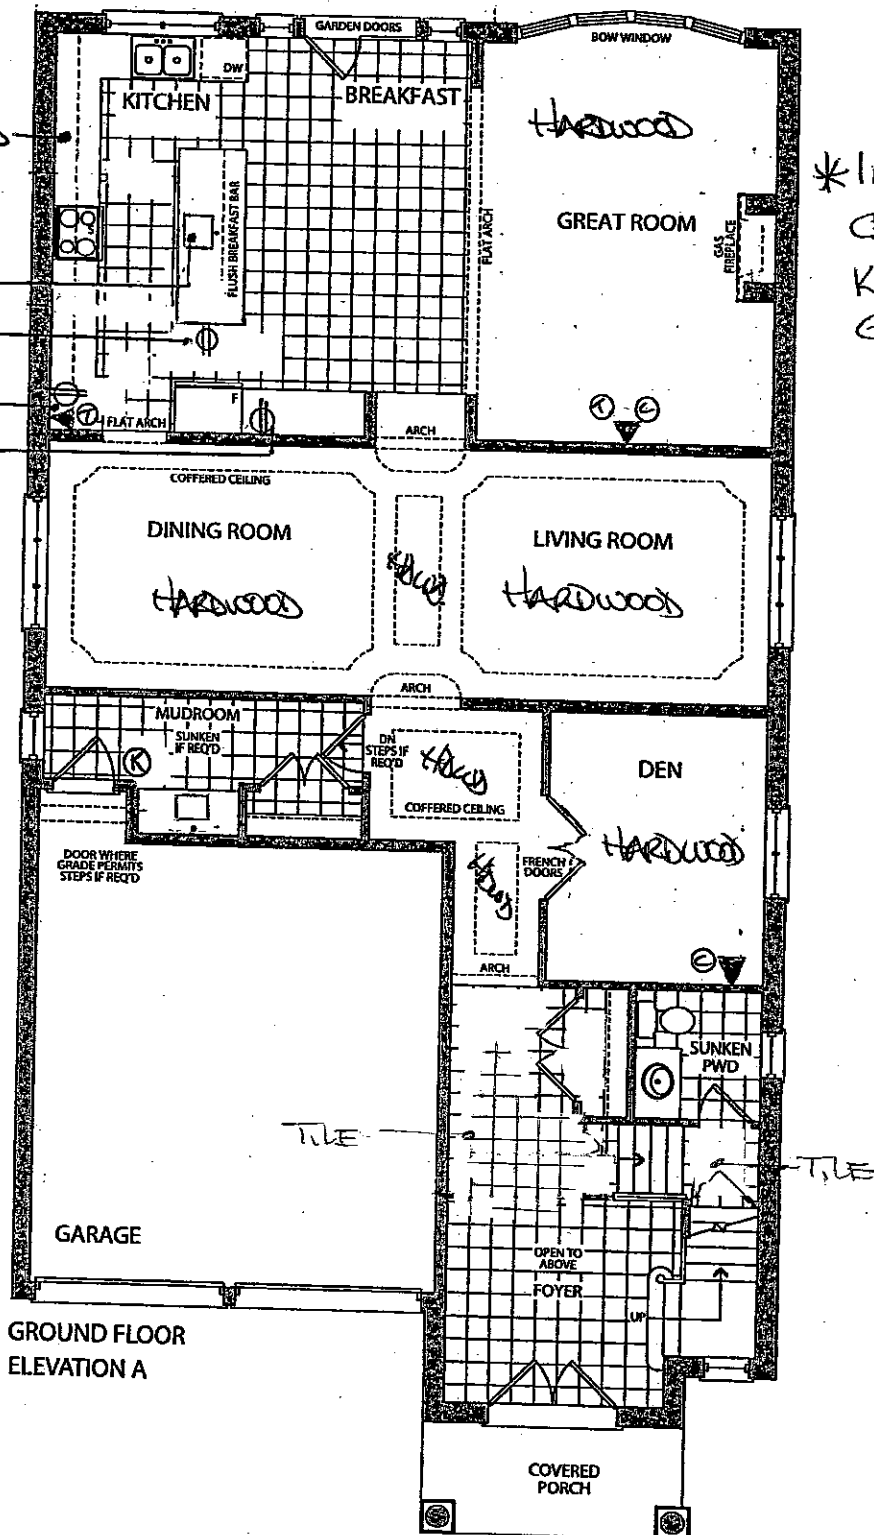 GARDEN DOORS
BOW WINDOW
DW
KITCHEN
BREAKFAST
HARDWOOD
FLUSH BREAKFAST BAR
FLAT ARCH
GREAT ROOM
GAS
FIREPLACE
K
F
T
FLAT ARCH
ARCH
T C
COFFERED CEILING
DINING ROOM
HARDWOOD
LIVING ROOM
HARDWOOD
ARCH
MUDROOM
SUNKEN
IF REQ'D
K
DN
STEPS IF
REQ'D
COFFERED CEILING
DEN
HARDWOOD
DOOR WHERE
GRADE PERMITS
STEPS IF REQ'D
FRENCH
DOORS
C
ARCH
SUNKEN
PWD
TILE
TILE
GARAGE
OPEN TO
ABOVE
FOYER
UP
GROUND FLOOR
ELEVATION A
COVERED
PORCH